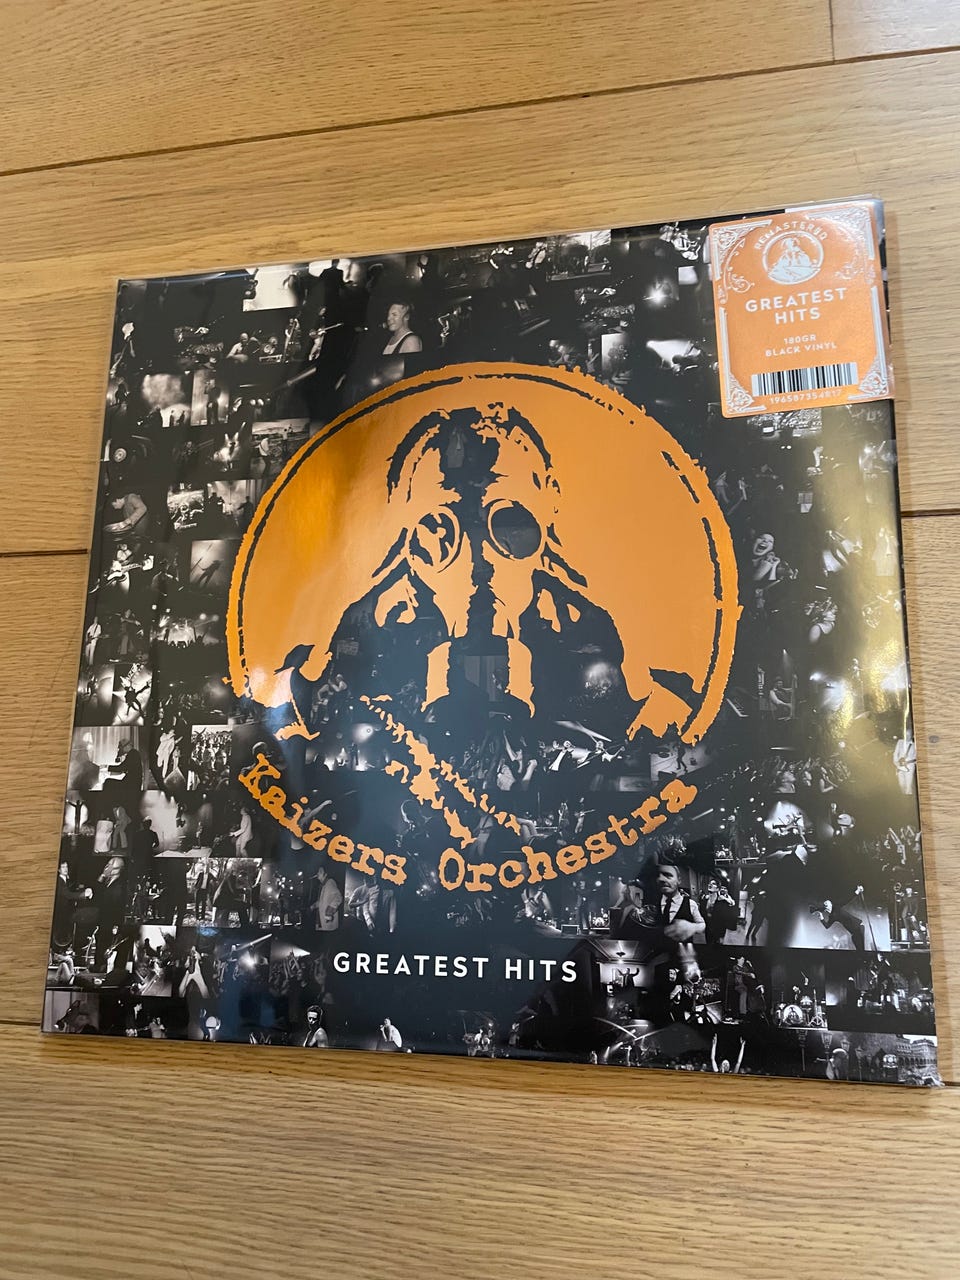 REMASTERED
GREATEST
HITS
180GR
BLACK VINYL
Kaizers Orchestra
GREATEST HITS